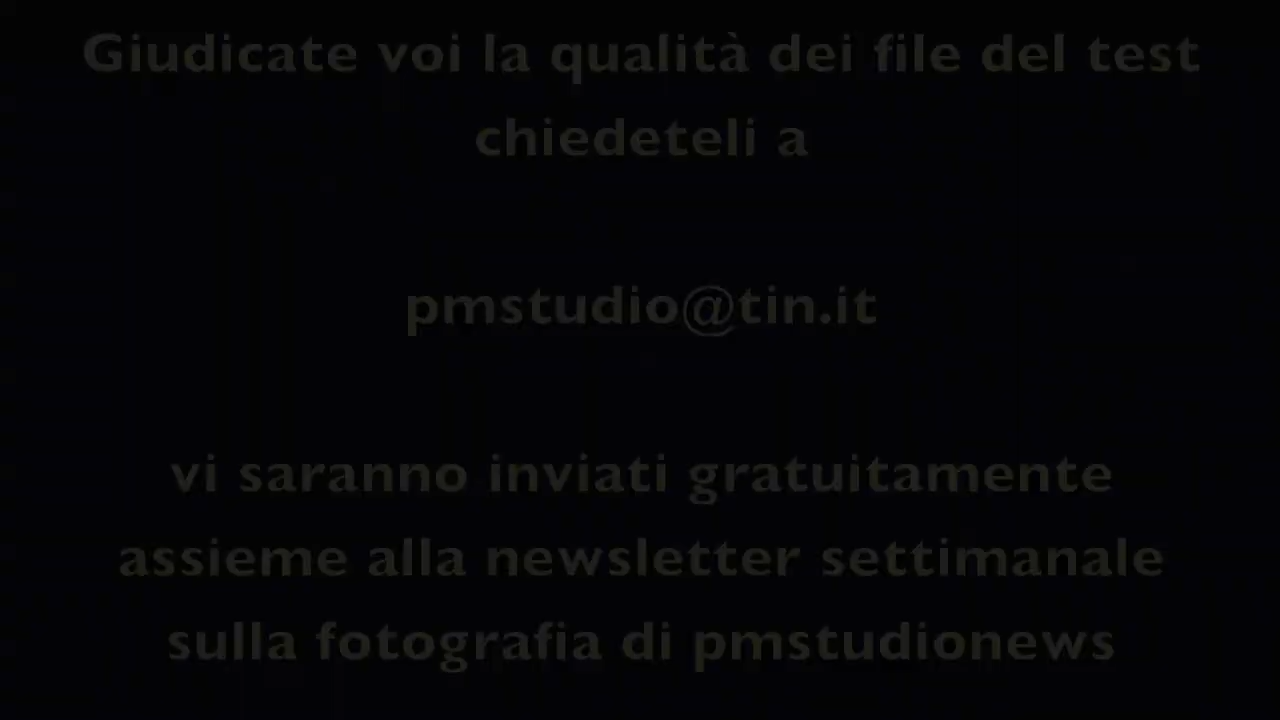 Giudicate voi la qualità dei file del test
chiedeteli a
pmstudio@tin.it
vi saranno inviati gratuitamente
assieme alla newsletter settimanale
sulla fotografia di pmstudionews